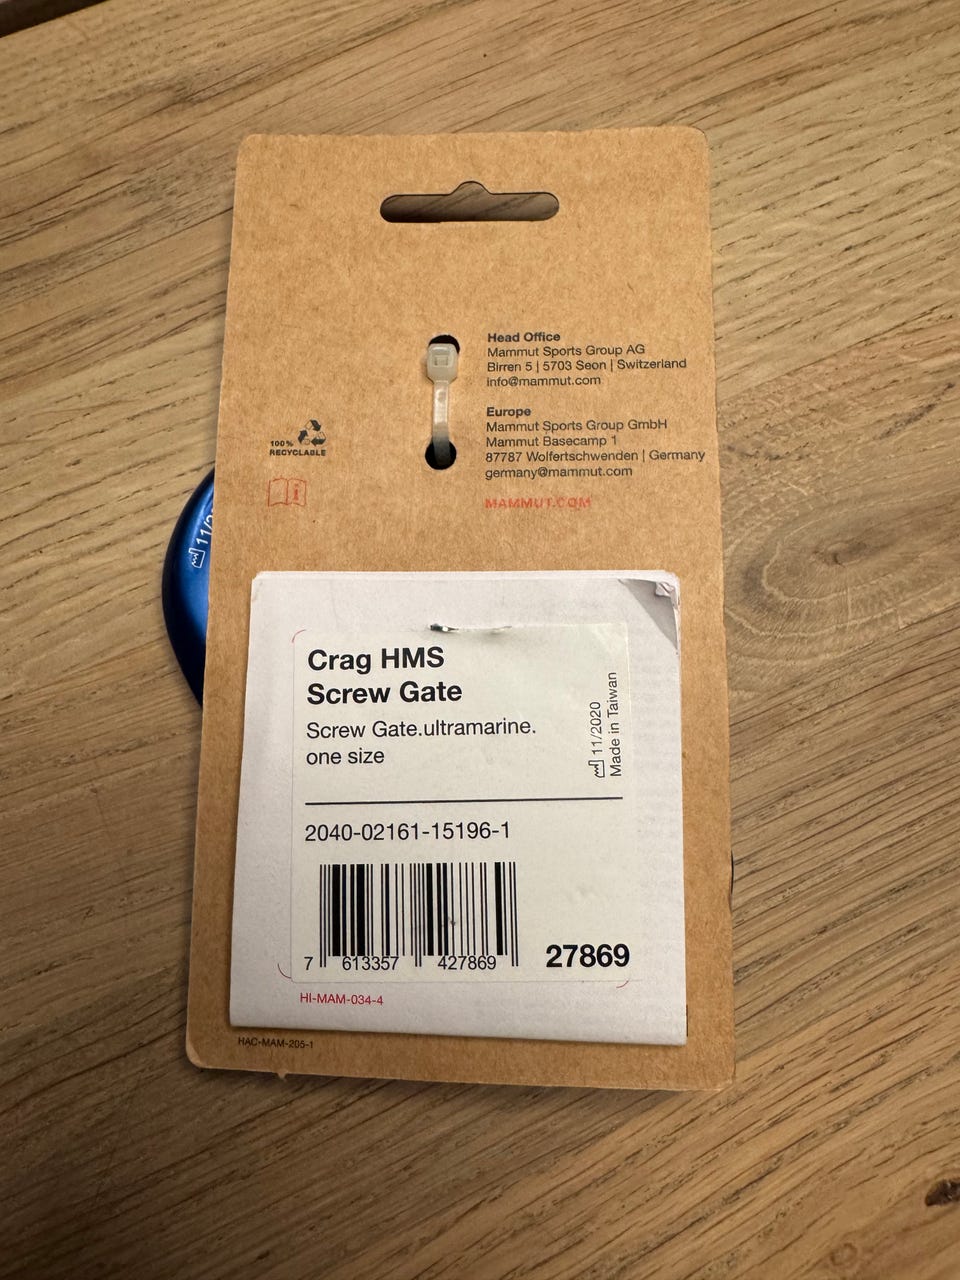 Head Office
Mammut Sports Group AG
Birren 5 | 5703 Seon | Switzerland
info@mammut.com
Europe
Mammut Sports Group GmbH
Mammut Basecamp 1
87787 Wolfertschwenden | Germany
germany@mammut.com
MAMMUT.COM
100%
RECYCLABLE
Crag HMS
Screw Gate
Screw Gate.ultramarine.
one size
11/2020
Made in Taiwan
2040-02161-15196-1
7 613357 427869
27869
HI-MAM-034-4
HAC-MAM-205-1